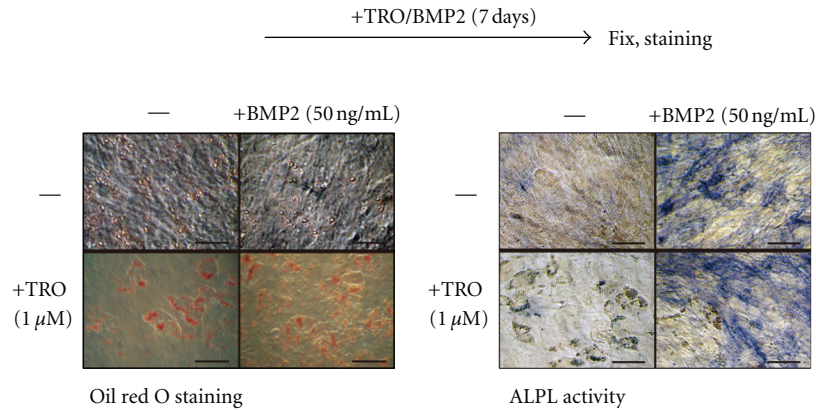 +TRO/BMP2 (7 days)
Fix, staining
— +BMP2 (50 ng/mL)
— +BMP2 (50 ng/mL)
—
—
+TRO
(1 μM)
+TRO
(1 μM)
Oil red O staining
ALPL activity